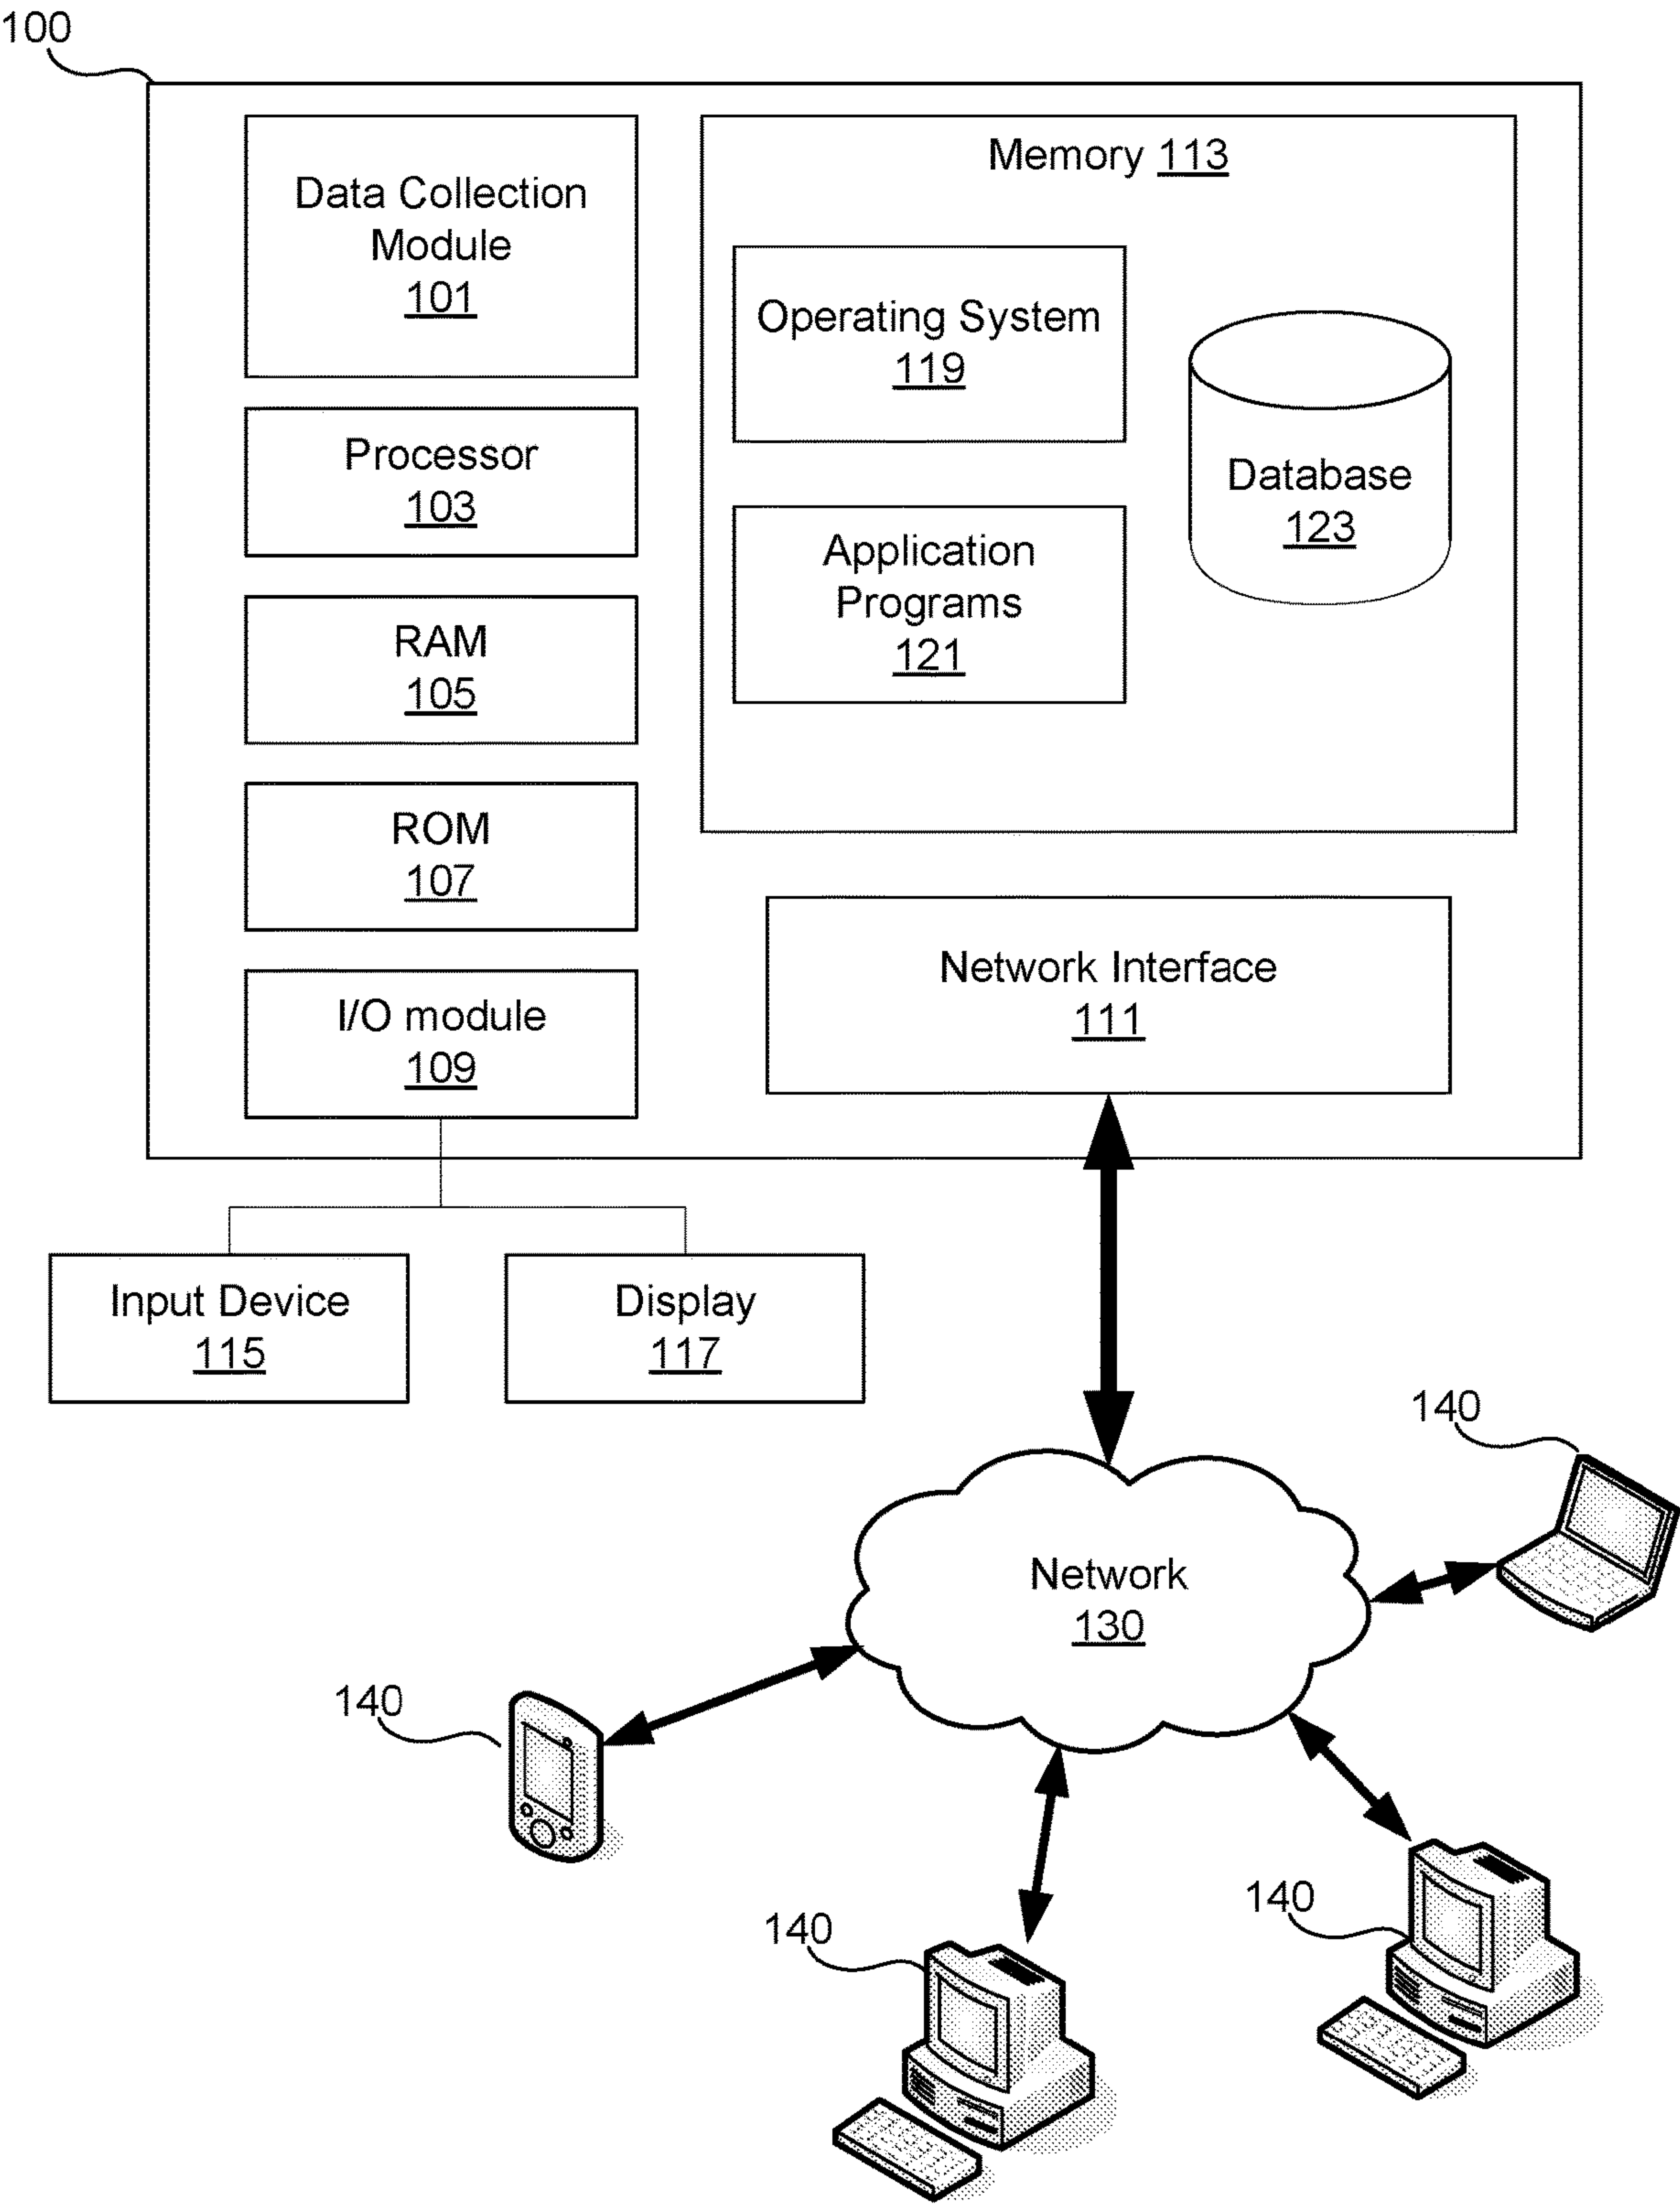 100
Data Collection
Module
101
Processor
103
RAM
105
ROM
107
I/O module
109
Memory 113
Operating System
119
Application
Programs
121
Database
123
Network Interface
111
Input Device
115
Display
117
Network
130
140
140
140
140